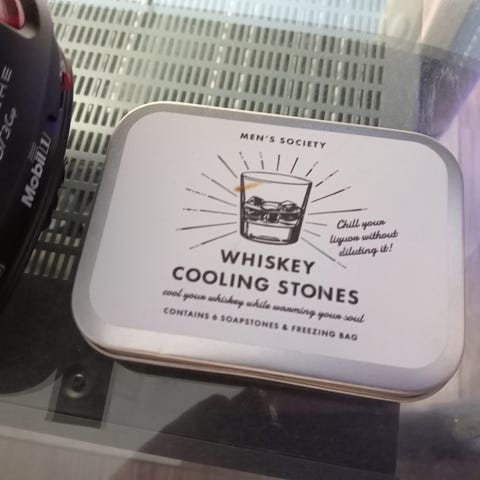 MEN'S SOCIETY
Chill your
liquor without
diluting it!
WHISKEY
COOLING STONES
cool your whiskey while warming your soul
CONTAINS 6 SOAPSTONES & FREEZING BAG
Mobil 1